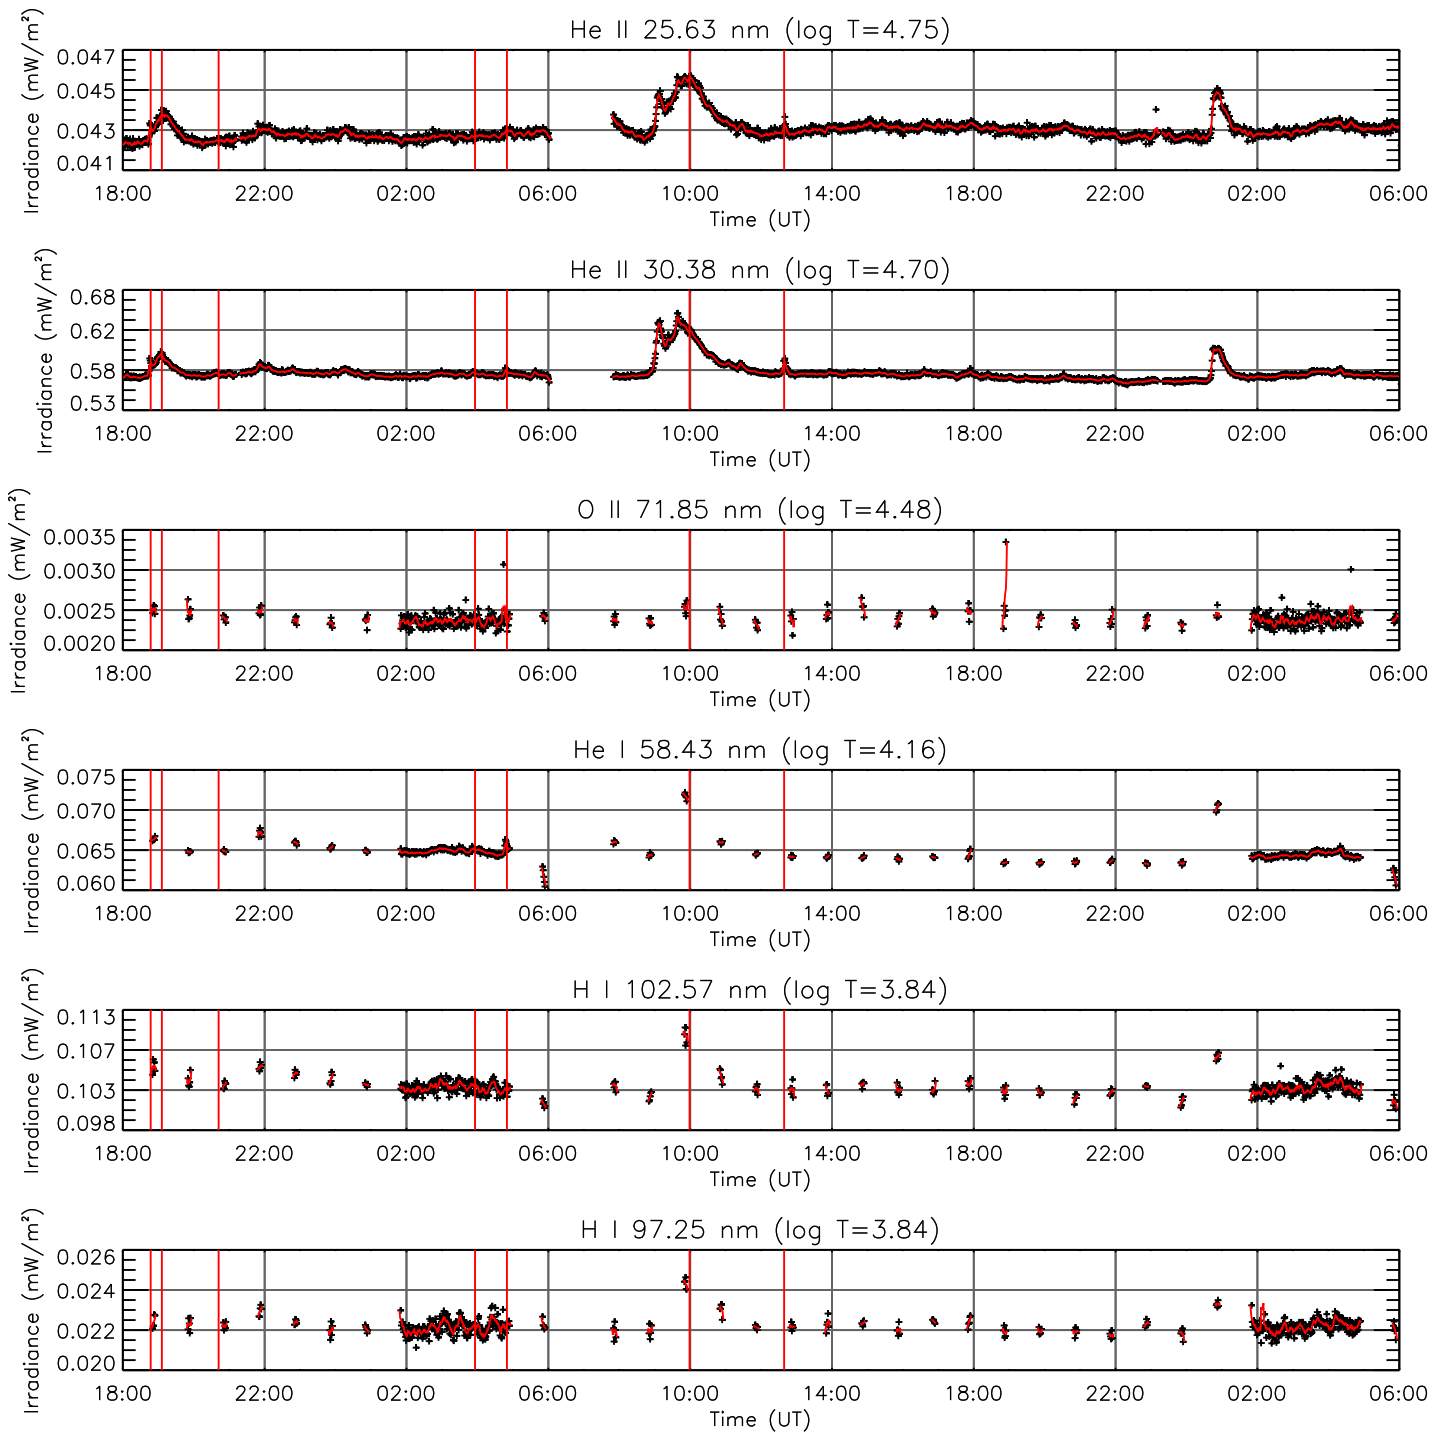 He II 25.63 nm (log T=4.75)
Irradiance (mW/m²)
0.047
0.045
0.043
0.041
18:00 22:00 02:00 06:00 10:00 14:00 18:00 22:00 02:00 06:00
Time (UT)
He II 30.38 nm (log T=4.70)
Irradiance (mW/m²)
0.68
0.62
0.58
0.53
18:00 22:00 02:00 06:00 10:00 14:00 18:00 22:00 02:00 06:00
Time (UT)
O II 71.85 nm (log T=4.48)
Irradiance (mW/m²)
0.0035
0.0030
0.0025
0.0020
18:00 22:00 02:00 06:00 10:00 14:00 18:00 22:00 02:00 06:00
Time (UT)
He I 58.43 nm (log T=4.16)
Irradiance (mW/m²)
0.075
0.070
0.065
0.060
18:00 22:00 02:00 06:00 10:00 14:00 18:00 22:00 02:00 06:00
Time (UT)
H I 102.57 nm (log T=3.84)
Irradiance (mW/m²)
0.113
0.107
0.103
0.098
18:00 22:00 02:00 06:00 10:00 14:00 18:00 22:00 02:00 06:00
Time (UT)
H I 97.25 nm (log T=3.84)
Irradiance (mW/m²)
0.026
0.024
0.022
0.020
18:00 22:00 02:00 06:00 10:00 14:00 18:00 22:00 02:00 06:00
Time (UT)